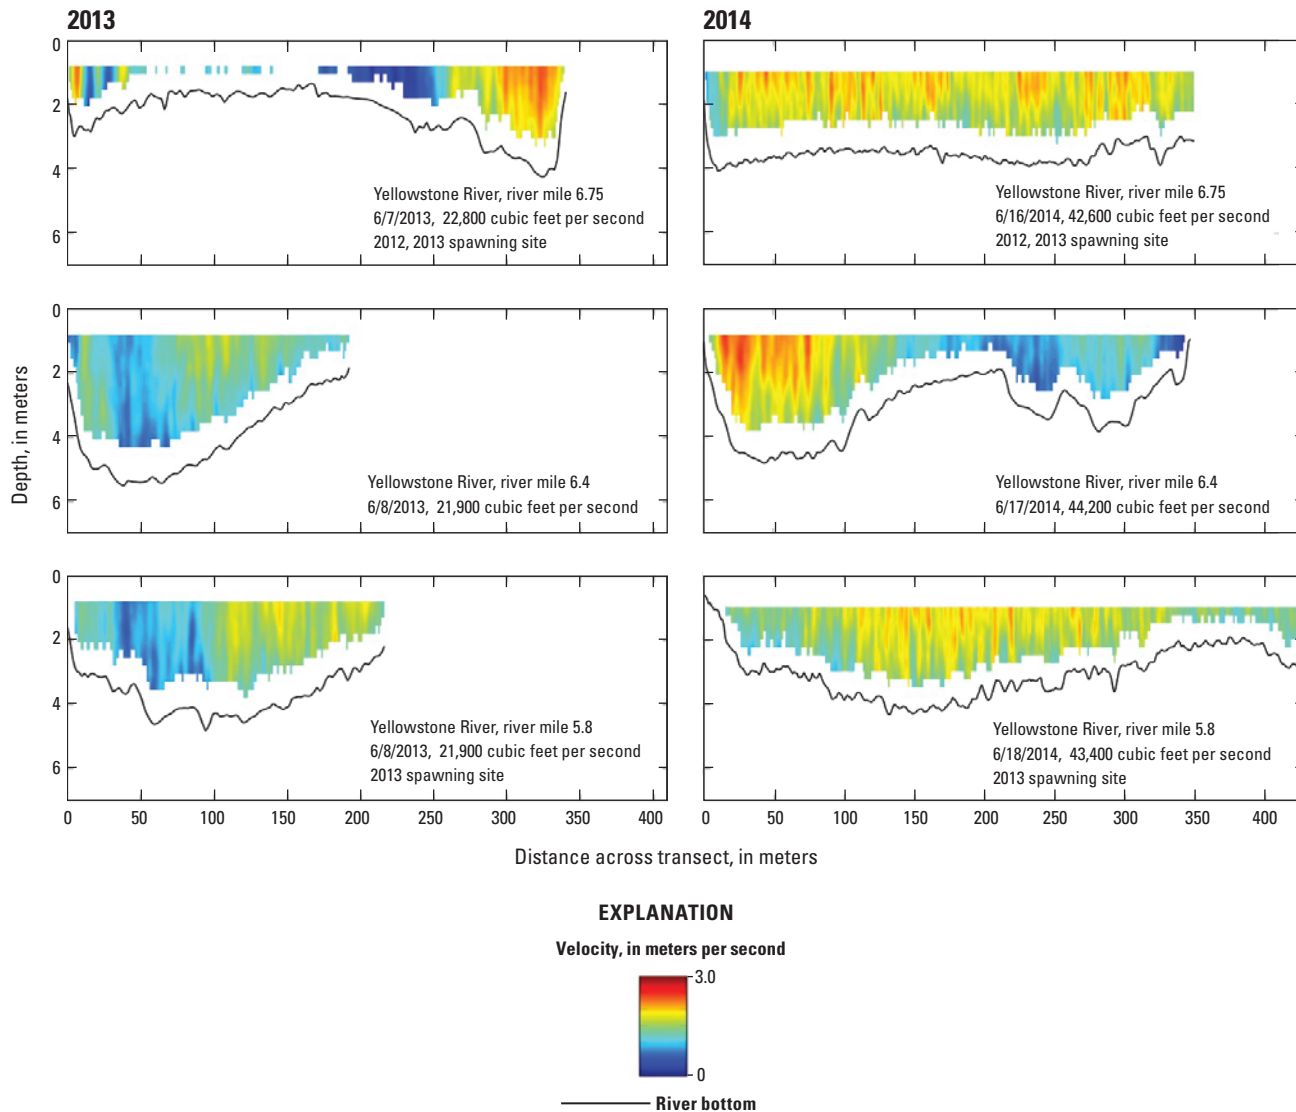 2013
2014
0
2
4
6
Yellowstone River, river mile 6.75
6/7/2013, 22,800 cubic feet per second
2012, 2013 spawning site
Yellowstone River, river mile 6.75
6/16/2014, 42,600 cubic feet per second
2012, 2013 spawning site
0
2
4
6
Depth, in meters
Yellowstone River, river mile 6.4
6/8/2013, 21,900 cubic feet per second
Yellowstone River, river mile 6.4
6/17/2014, 44,200 cubic feet per second
0
2
4
6
Yellowstone River, river mile 5.8
6/8/2013, 21,900 cubic feet per second
2013 spawning site
Yellowstone River, river mile 5.8
6/18/2014, 43,400 cubic feet per second
2013 spawning site
0 50 100 150 200 250 300 350 400
0 50 100 150 200 250 300 350 400
Distance across transect, in meters
EXPLANATION
Velocity, in meters per second
3.0
0
River bottom